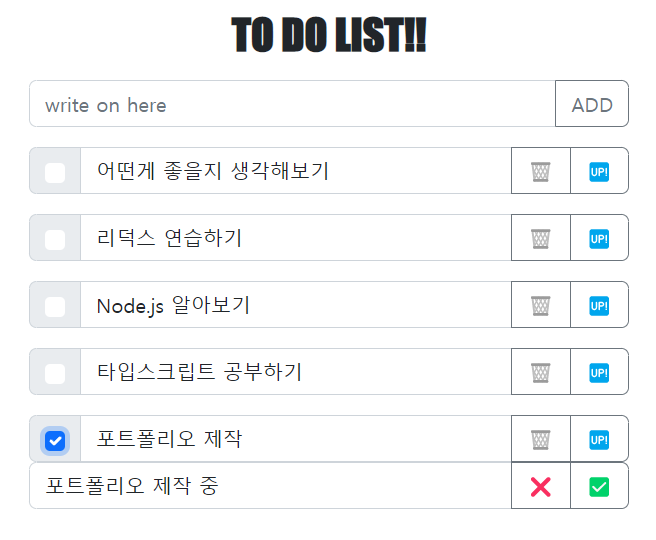 TO DO LIST!!
write on here ADD
어떤게 좋을지 생각해보기 UP!
리덕스 연습하기 UP!
Node.js 알아보기 UP!
타입스크립트 공부하기 UP!
포트폴리오 제작 UP!
포트폴리오 제작 중